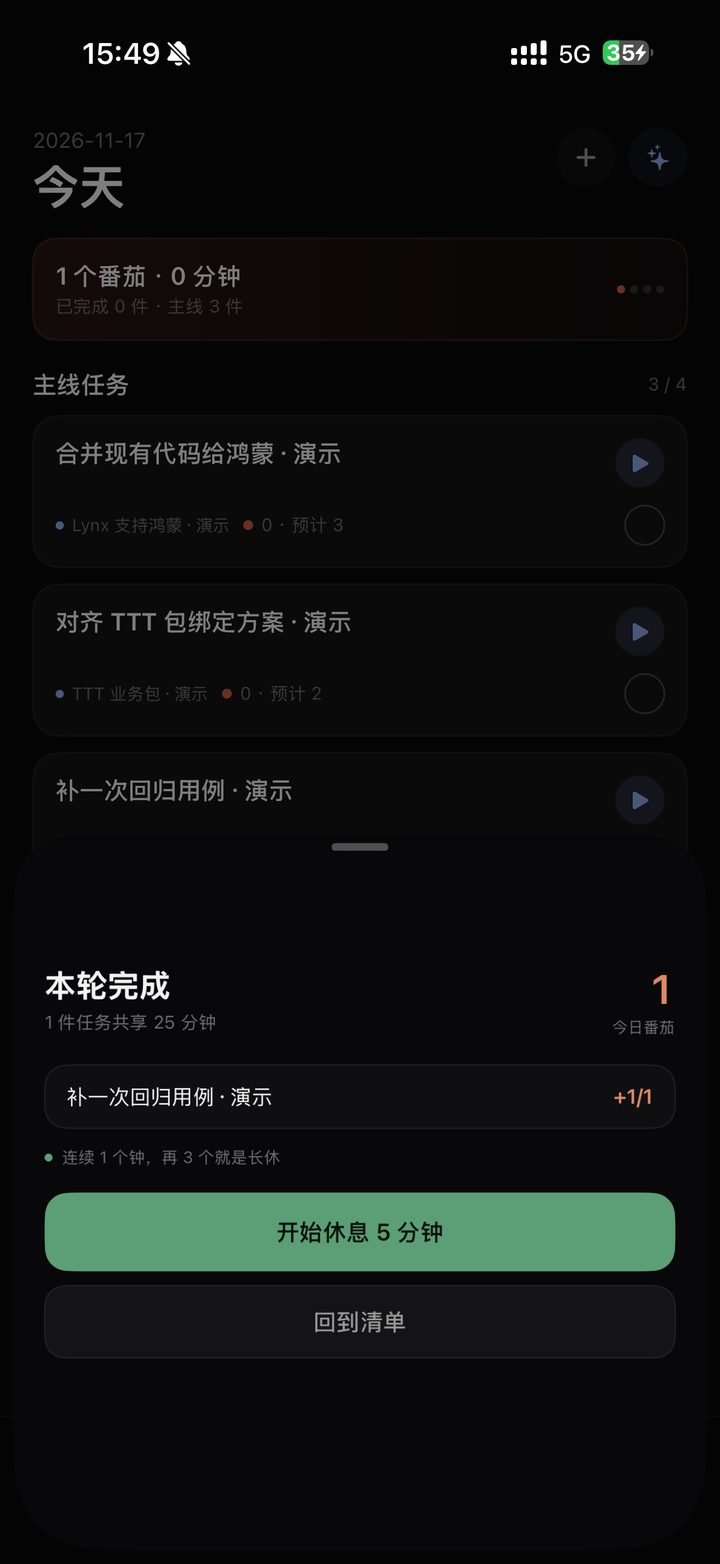 15:49
5G
35
2026-11-17
今天
1 个番茄 · 0 分钟
已完成 0 件 · 主线 3 件
主线任务
3 / 4
合并现有代码给鸿蒙 · 演示
Lynx 支持鸿蒙 · 演示 0 · 预计 3
对齐 TTT 包绑定方案 · 演示
TTT 业务包 · 演示 0 · 预计 2
补一次回归用例 · 演示
本轮完成
1
1 件任务共享 25 分钟
今日番茄
补一次回归用例 · 演示
+1/1
连续 1 个钟，再 3 个就是长休
开始休息 5 分钟
回到清单